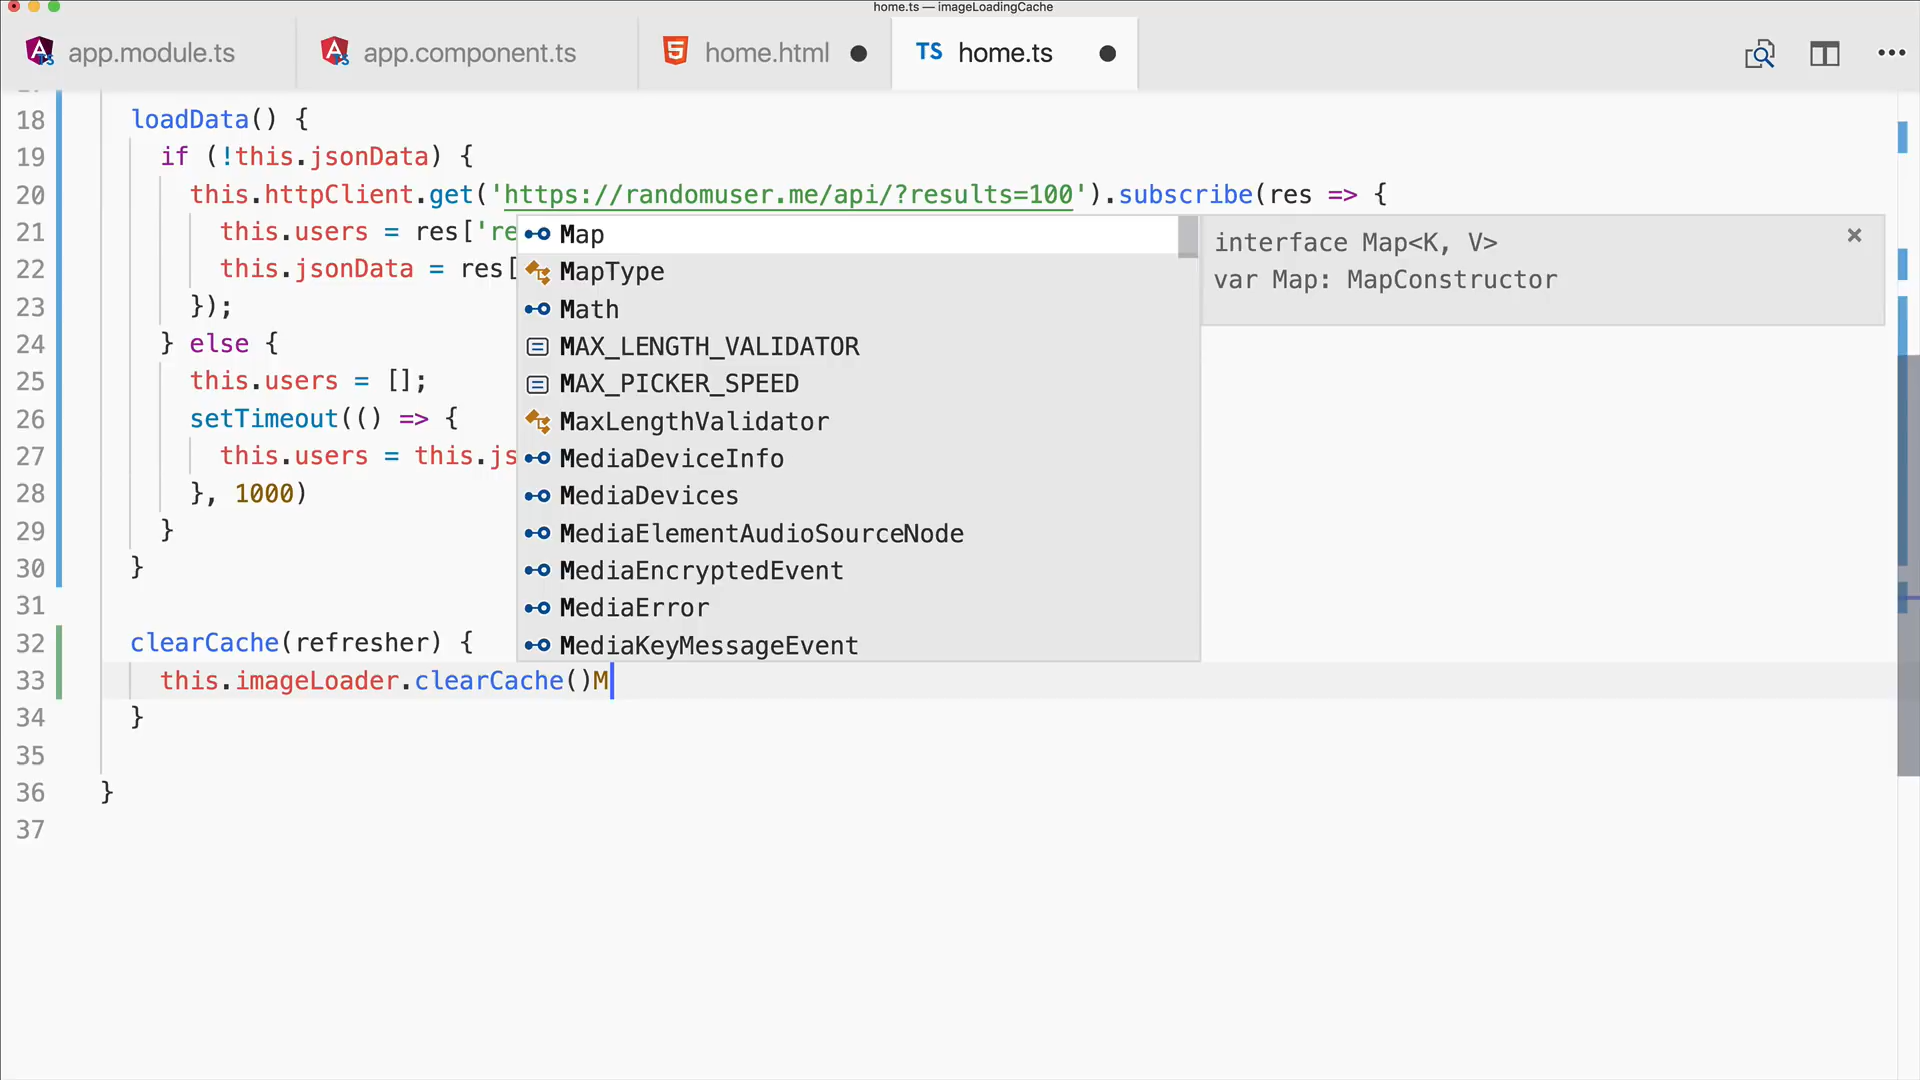 home.ts — imageLoadingCache
app.module.ts
app.component.ts
home.html
TS home.ts
18 loadData() {
19 if (!this.jsonData) {
20 this.httpClient.get('https://randomuser.me/api/?results=100').subscribe(res => {
21 this.users = res['re
22 this.jsonData = res[
23 });
24 } else {
25 this.users = [];
26 setTimeout(() => {
27 this.users = this.js
28 }, 1000)
29 }
30 }
31
32 clearCache(refresher) {
33 this.imageLoader.clearCache()M
34 }
35
36 }
37
Map
MapType
Math
MAX_LENGTH_VALIDATOR
MAX_PICKER_SPEED
MaxLengthValidator
MediaDeviceInfo
MediaDevices
MediaElementAudioSourceNode
MediaEncryptedEvent
MediaError
MediaKeyMessageEvent
interface Map<K, V>
var Map: MapConstructor